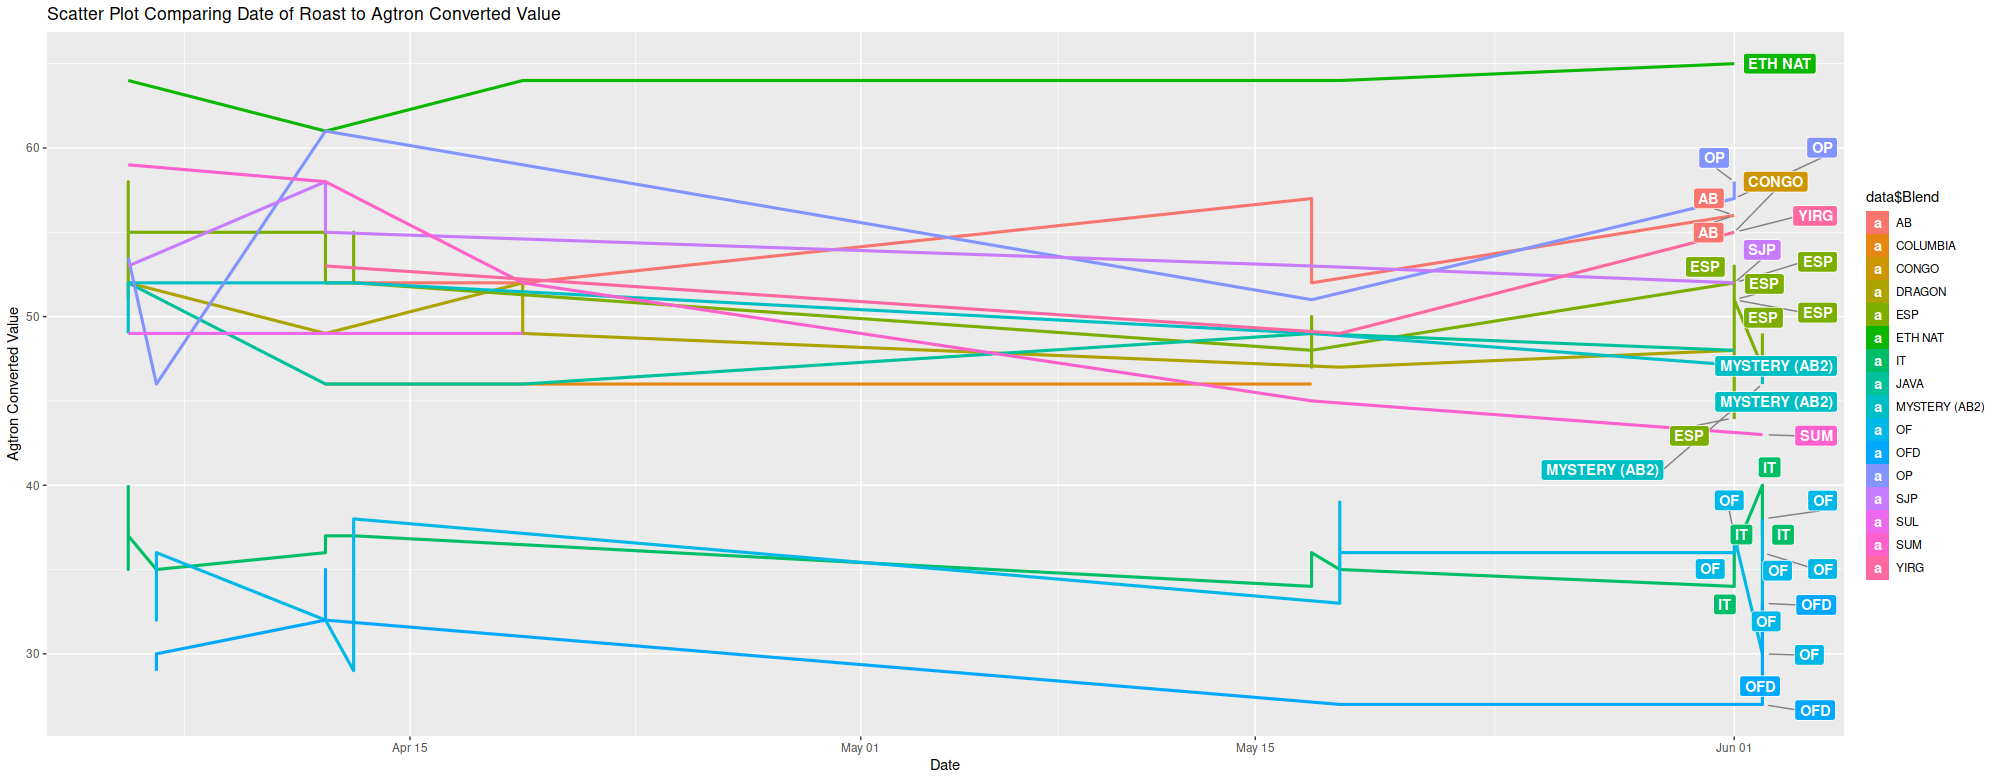 Scatter Plot Comparing Date of Roast to Agtron Converted Value
Agtron Converted Value
60
50
40
30
ETH NAT
OP
OP
CONGO
AB
YIRG
AB
SJP
ESP
ESP
ESP
ESP
ESP
MYSTERY (AB2)
MYSTERY (AB2)
ESP
SUM
MYSTERY (AB2)
IT
OF
OF
IT
IT
OF
OF
OF
IT
OFD
OF
OF
OFD
OFD
Apr 15
May 01
May 15
Jun 01
Date
data$Blend
a AB
a COLUMBIA
a CONGO
a DRAGON
a ESP
a ETH NAT
a IT
a JAVA
a MYSTERY (AB2)
a OF
a OFD
a OP
a SJP
a SUL
a SUM
a YIRG